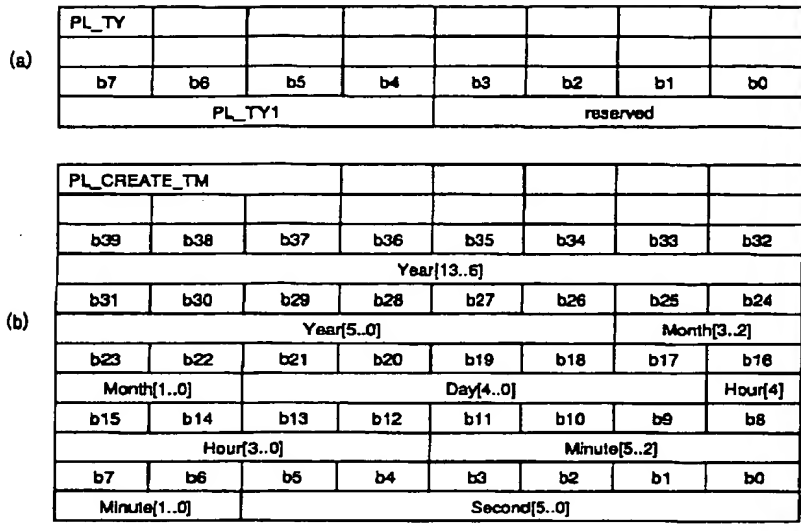 (a)
PL_TY
b7 b6 b5 b4 b3 b2 b1 b0
PL_TY1 reserved
(b)
PL_CREATE_TM
b39 b38 b37 b36 b35 b34 b33 b32
Year[13..6]
b31 b30 b29 b28 b27 b26 b25 b24
Year[5..0] Month[3..2]
b23 b22 b21 b20 b19 b18 b17 b16
Month[1..0] Day[4..0] Hour[4]
b15 b14 b13 b12 b11 b10 b9 b8
Hour[3..0] Minute[5..2]
b7 b6 b5 b4 b3 b2 b1 b0
Minute[1..0] Second[5..0]